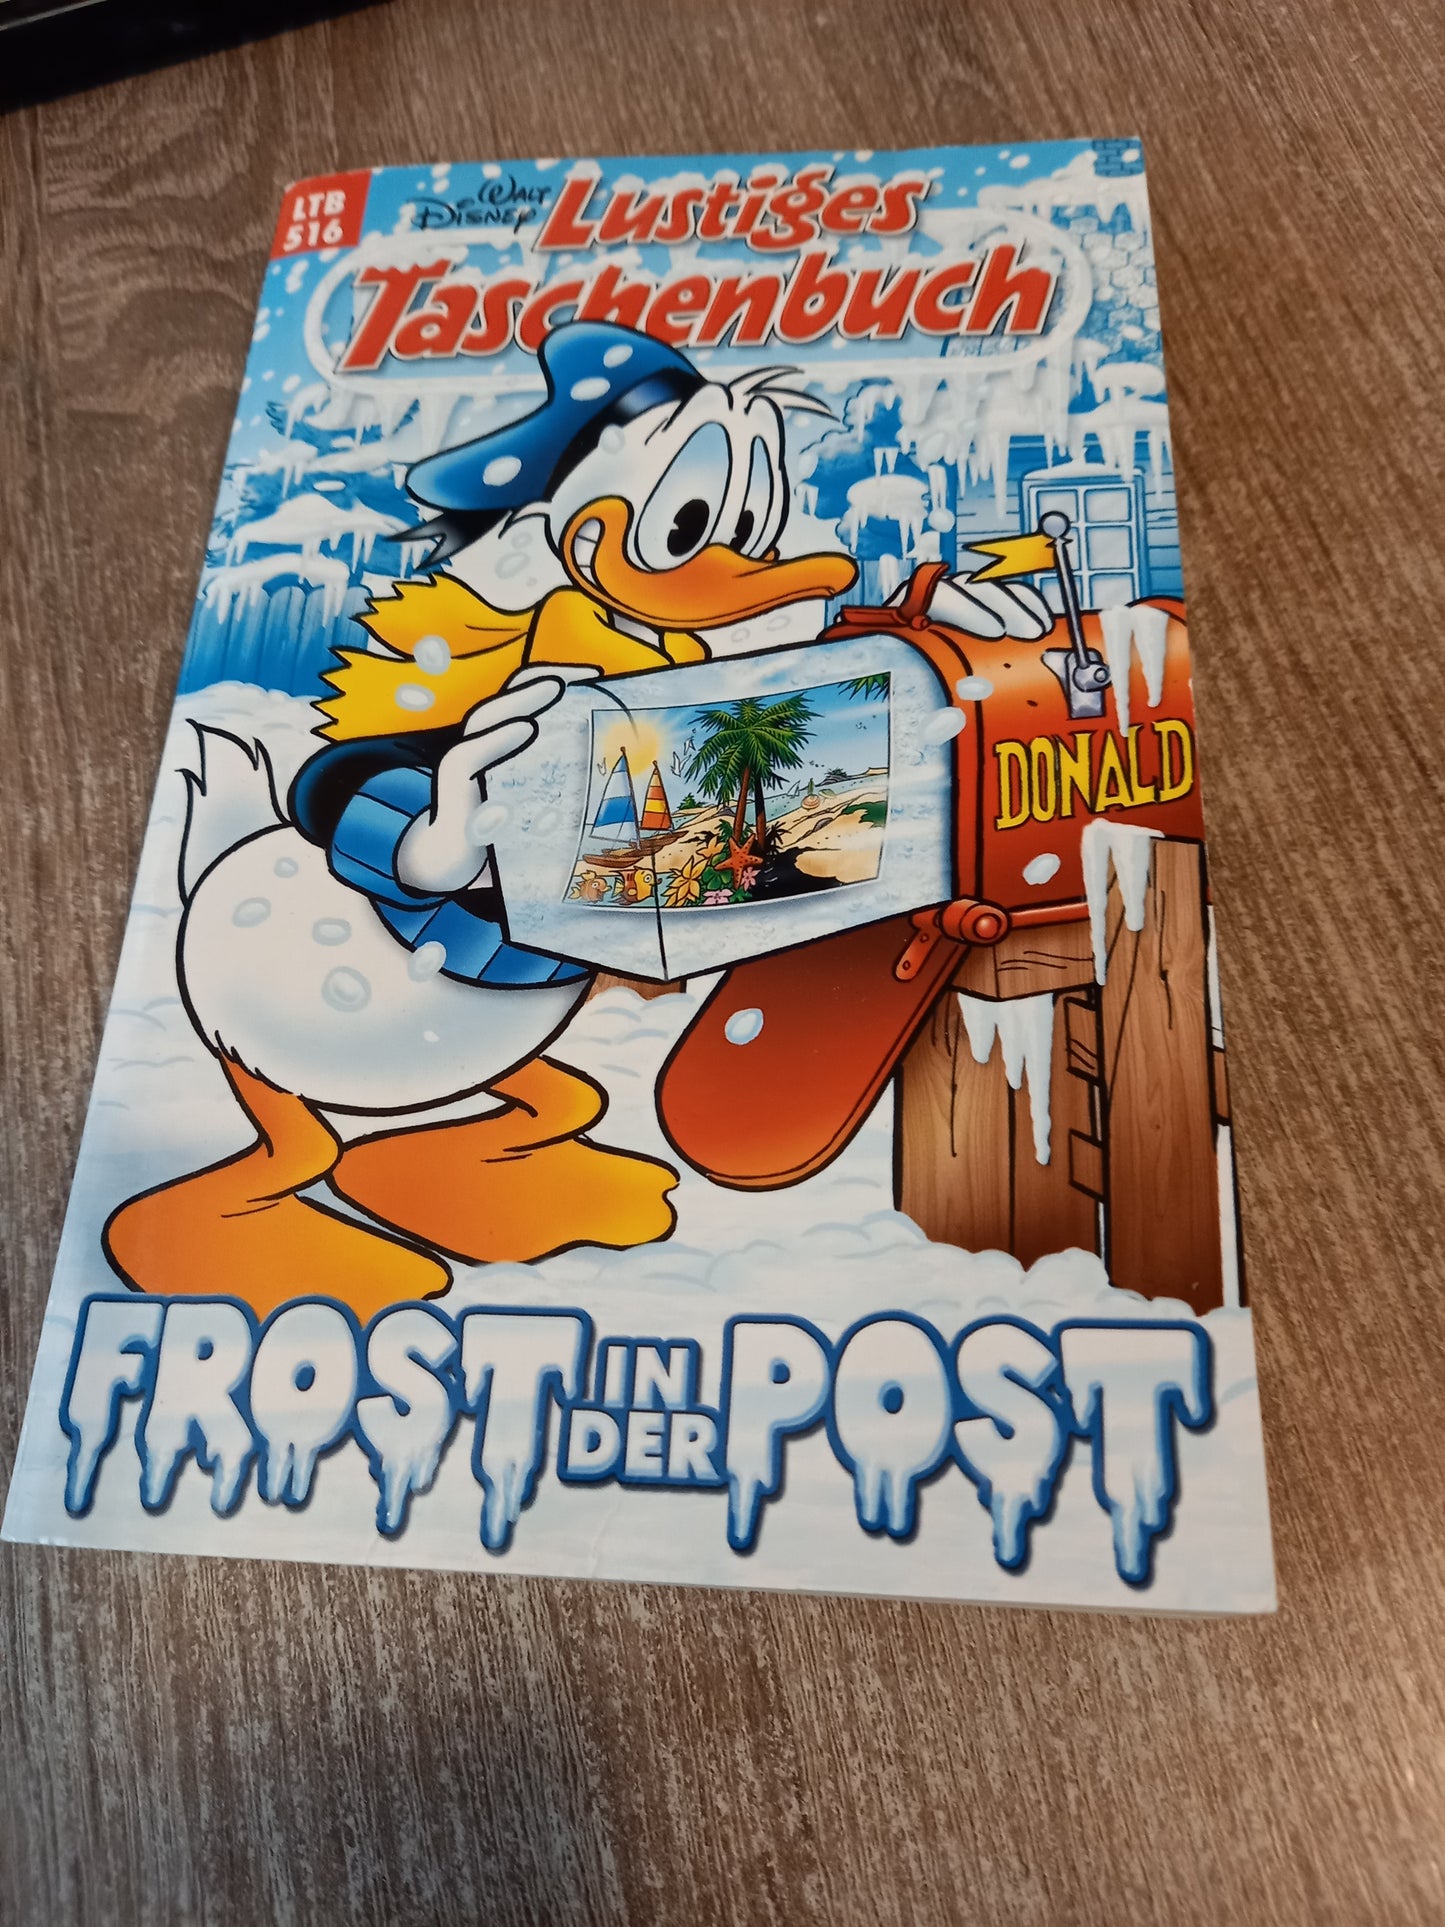 LTB
516
WALT
DISNEY
Lustiges
Taschenbuch
DONALD
FROST IN DER POST